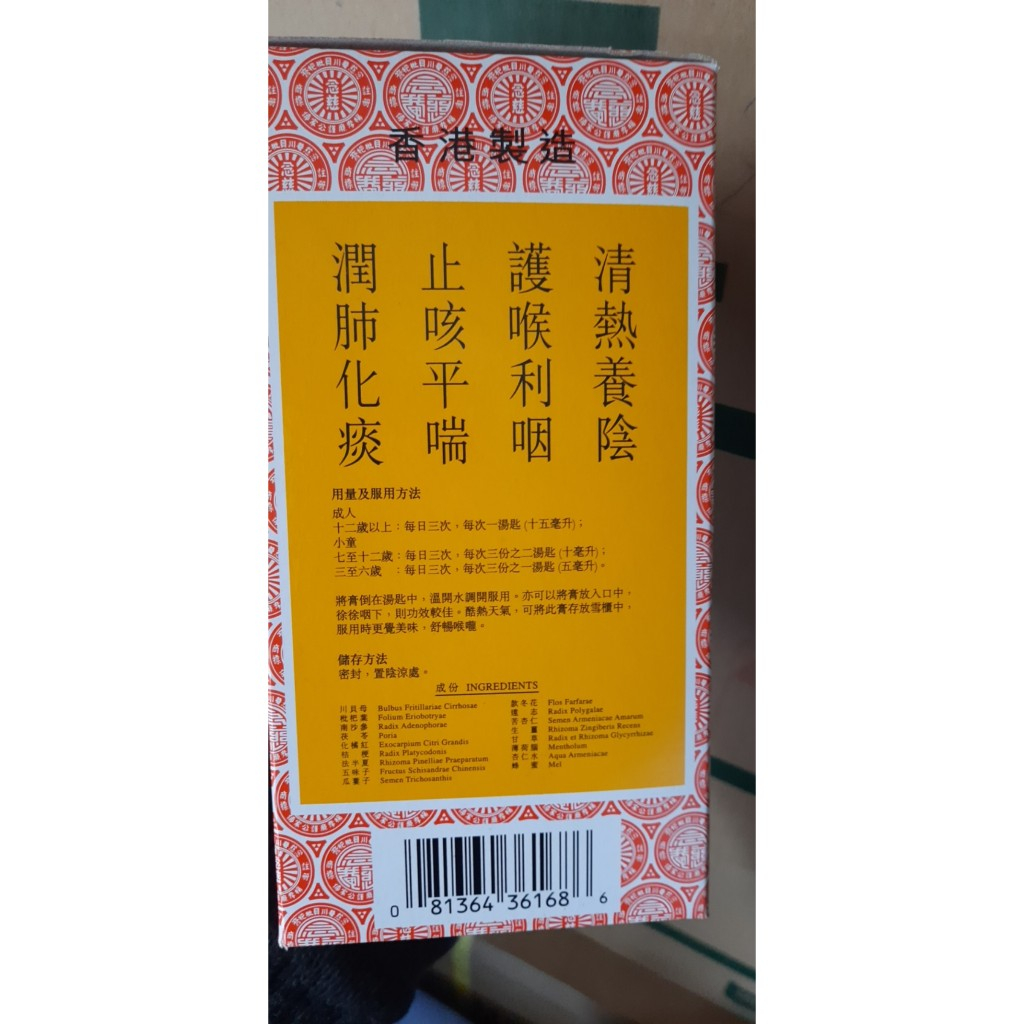 香港製造
清熱養陰
護喉利咽
止咳平喘
潤肺化痰
用量及服用方法
成人
十二歲以上：每日三次，每次一湯匙 (十五毫升)；
小童
七至十二歲：每日三次，每次三份之二湯匙 (十毫升)；
三至六歲　：每日三次，每次三份之一湯匙 (五毫升)。
將膏倒在湯匙中，溫開水調開服用。亦可以將膏放入口中，
徐徐咽下，則功效較佳。酷熱天氣，可將此膏存放雪櫃中，
服用時更覺美味，舒暢喉嚨。
儲存方法
密封，置陰涼處。
成份 INGREDIENTS
川貝母 Bulbus Fritillariae Cirrhosae
枇杷葉 Folium Eriobotryae
南沙參 Radix Adenophorae
茯苓 Poria
化橘紅 Exocarpium Citri Grandis
桔梗 Radix Platycodonis
法半夏 Rhizoma Pinelliae Praeparatum
五味子 Fructus Schisandrae Chinensis
瓜蔞子 Semen Trichosanthis
款冬花 Flos Farfarae
遠志 Radix Polygalae
苦杏仁 Semen Armeniacae Amarum
生薑 Rhizoma Zingiberis Recens
甘草 Radix et Rhizoma Glycyrrhizae
薄荷腦 Mentholum
杏仁水 Aqua Armeniacae
蜂蜜 Mel
0 81364 36168 6
念慈